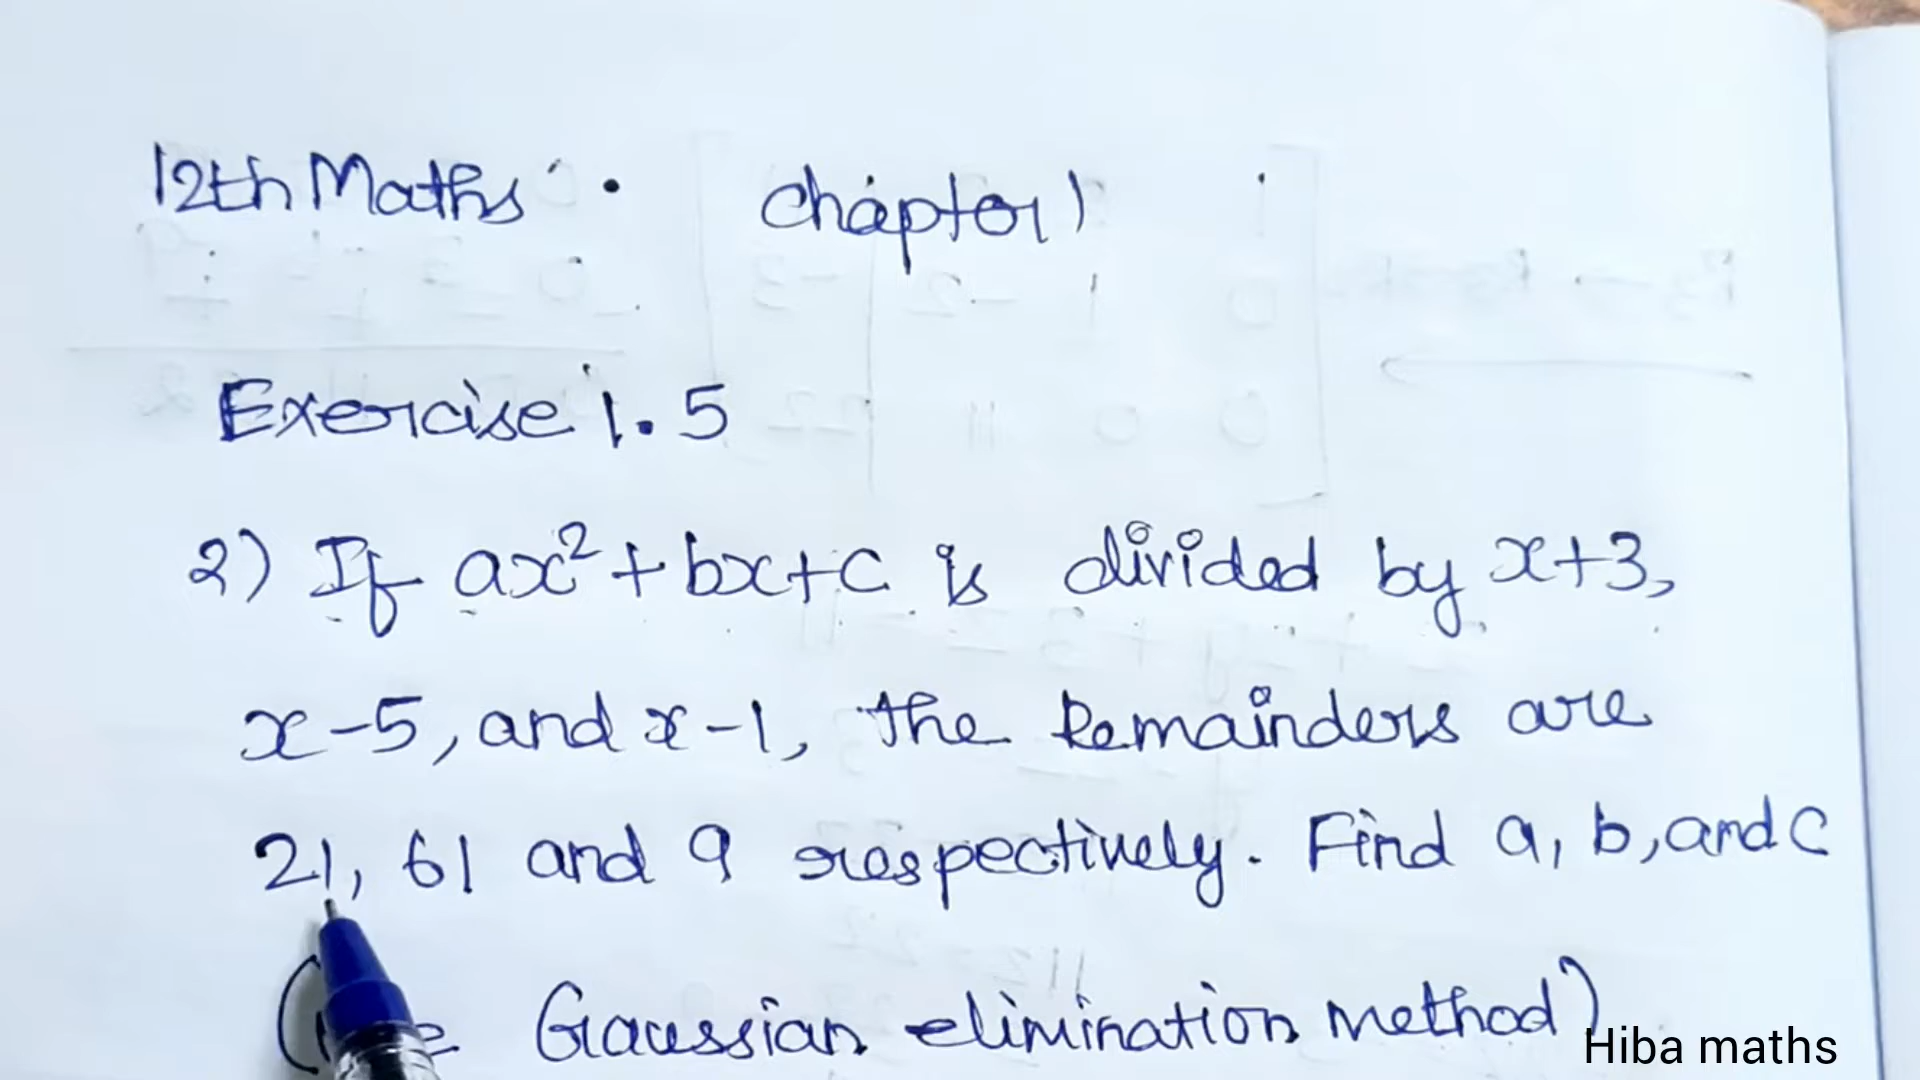 12th Maths chapter 1
Exercise 1.5
2) If ax²+bx+c is divided by x+3,
x-5, and x-1, the Remainders are
21, 61 and 9 respectively. Find a, b, and c
Gaussian elimination method)
Hiba maths